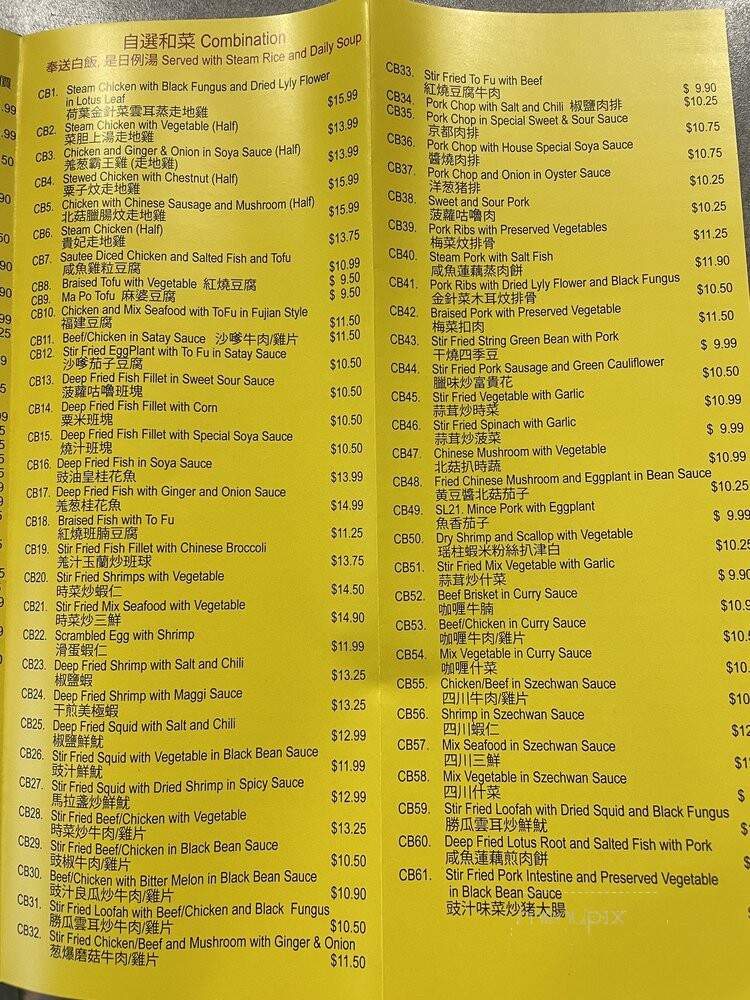 自選和菜 Combination
奉送白飯, 是日例湯 Served with Steam Rice and Daily Soup
CB1. Steam Chicken with Black Fungus and Dried Lyly Flower
in Lotus Leaf
荷葉金針菜雲耳蒸走地雞 $15.99
CB2. Steam Chicken with Vegetable (Half)
菜胆上湯走地雞 $13.99
CB3. Chicken and Ginger & Onion in Soya Sauce (Half)
羗葱霸王雞 (走地雞) $13.99
CB4. Stewed Chicken with Chestnut (Half)
粟子炆走地雞 $15.99
CB5. Chicken with Chinese Sausage and Mushroom (Half)
北菇臘腸炆走地雞 $15.99
CB6. Steam Chicken (Half)
貴妃走地雞 $13.75
CB7. Sautee Diced Chicken and Salted Fish and Tofu
咸魚雞粒豆腐 $10.99
CB8. Braised Tofu with Vegetable 紅燒豆腐 $ 9.50
CB9. Ma Po Tofu 麻婆豆腐 $ 9.50
CB10. Chicken and Mix Seafood with ToFu in Fujian Style
福建豆腐 $11.50
CB11. Beef/Chicken in Satay Sauce 沙嗲牛肉/雞片 $11.50
CB12. Stir Fried EggPlant with To Fu in Satay Sauce
沙嗲茄子豆腐 $10.50
CB13. Deep Fried Fish Fillet in Sweet Sour Sauce
菠蘿咕嚕班塊 $10.50
CB14. Deep Fried Fish Fillet with Corn
粟米班塊 $10.50
CB15. Deep Fried Fish Fillet with Special Soya Sauce
燒汁班塊 $10.50
CB16. Deep Fried Fish in Soya Sauce
豉油皇桂花魚 $13.99
CB17. Deep Fried Fish with Ginger and Onion Sauce
羗葱桂花魚 $14.99
CB18. Braised Fish with To Fu
紅燒班腩豆腐 $11.25
CB19. Stir Fried Fish Fillet with Chinese Broccoli
羗汁玉蘭炒班球 $13.75
CB20. Stir Fried Shrimps with Vegetable
時菜炒蝦仁 $14.50
CB21. Stir Fried Mix Seafood with Vegetable
時菜炒三鮮 $14.90
CB22. Scrambled Egg with Shrimp
滑蛋蝦仁 $11.99
CB23. Deep Fried Shrimp with Salt and Chili
椒鹽蝦 $13.25
CB24. Deep Fried Shrimp with Maggi Sauce
干煎美極蝦 $13.25
CB25. Deep Fried Squid with Salt and Chili
椒鹽鮮魷 $12.99
CB26. Stir Fried Squid with Vegetable in Black Bean Sauce
豉汁鮮魷 $11.99
CB27. Stir Fried Squid with Dried Shrimp in Spicy Sauce
馬拉盞炒鮮魷 $12.99
CB28. Stir Fried Beef/Chicken with Vegetable
時菜炒牛肉/雞片 $13.25
CB29. Stir Fried Beef/Chicken in Black Bean Sauce
豉椒牛肉/雞片 $10.50
CB30. Beef/Chicken with Bitter Melon in Black Bean Sauce
豉汁良瓜炒牛肉/雞片 $10.90
CB31. Stir Fried Loofah with Beef/Chicken and Black Fungus
勝瓜雲耳炒牛肉/雞片 $10.50
CB32. Stir Fried Chicken/Beef and Mushroom with Ginger & Onion
葱爆磨菇牛肉/雞片 $11.50
CB33. Stir Fried To Fu with Beef
紅燒豆腐牛肉 $ 9.90
CB34. Pork Chop with Salt and Chili 椒鹽肉排 $10.25
CB35. Pork Chop in Special Sweet & Sour Sauce
京都肉排 $10.75
CB36. Pork Chop with House Special Soya Sauce
醬燒肉排 $10.75
CB37. Pork Chop and Onion in Oyster Sauce
洋葱豬排 $10.25
CB38. Sweet and Sour Pork
菠蘿咕嚕肉 $10.25
CB39. Pork Ribs with Preserved Vegetables
梅菜炆排骨 $11.25
CB40. Steam Pork with Salt Fish
咸魚蓮藕蒸肉餅 $11.90
CB41. Pork Ribs with Dried Lyly Flower and Black Fungus
金針菜木耳炆排骨 $10.50
CB42. Braised Pork with Preserved Vegetable
梅菜扣肉 $11.50
CB43. Stir Fried String Green Bean with Pork
干燒四季豆 $ 9.99
CB44. Stir Fried Pork Sausage and Green Cauliflower
臘味炒富貴花 $10.50
CB45. Stir Fried Vegetable with Garlic
蒜茸炒時菜 $10.99
CB46. Stir Fried Spinach with Garlic
蒜茸炒菠菜 $ 9.99
CB47. Chinese Mushroom with Vegetable
北菇扒時蔬 $10.99
CB48. Fried Chinese Mushroom and Eggplant in Bean Sauce
黃豆醬北菇茄子 $10.25
CB49. SL21. Mince Pork with Eggplant
魚香茄子 $ 9.99
CB50. Dry Shrimp and Scallop with Vegetable
瑶柱蝦米粉絲扒津白 $10.25
CB51. Stir Fried Mix Vegetable with Garlic
蒜茸炒什菜 $ 9.90
CB52. Beef Brisket in Curry Sauce
咖喱牛腩 $10.9
CB53. Beef/Chicken in Curry Sauce
咖喱牛肉/雞片 $10.
CB54. Mix Vegetable in Curry Sauce
咖喱什菜 $10.
CB55. Chicken/Beef in Szechwan Sauce
四川牛肉/雞片 $10
CB56. Shrimp in Szechwan Sauce
四川蝦仁 $12
CB57. Mix Seafood in Szechwan Sauce
四川三鮮 $1
CB58. Mix Vegetable in Szechwan Sauce
四川什菜 $
CB59. Stir Fried Loofah with Dried Squid and Black Fungus
勝瓜雲耳炒鮮魷 $
CB60. Deep Fried Lotus Root and Salted Fish with Pork
咸魚蓮藕煎肉餅 $
CB61. Stir Fried Pork Intestine and Preserved Vegetable
in Black Bean Sauce
豉汁味菜炒猪大腸
menupix